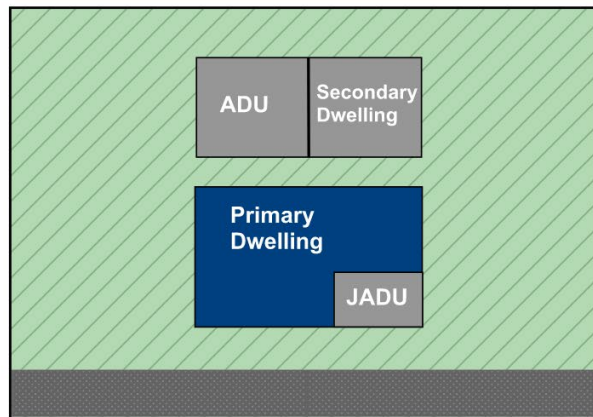 ADU
Secondary
Dwelling
Primary
Dwelling
JADU